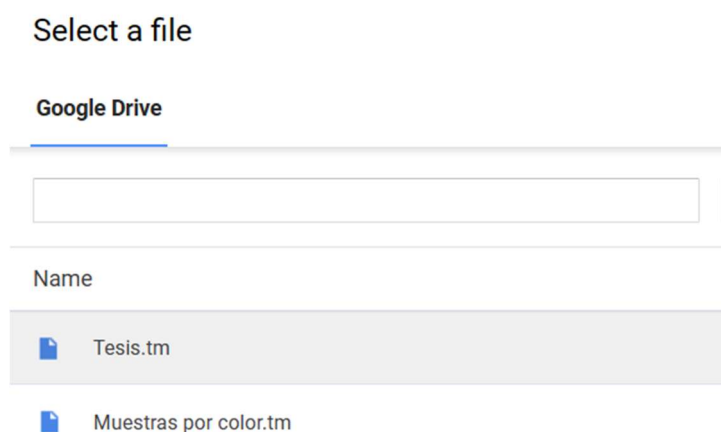 Select a file
Google Drive
Name
Tesis.tm
Muestras por color.tm